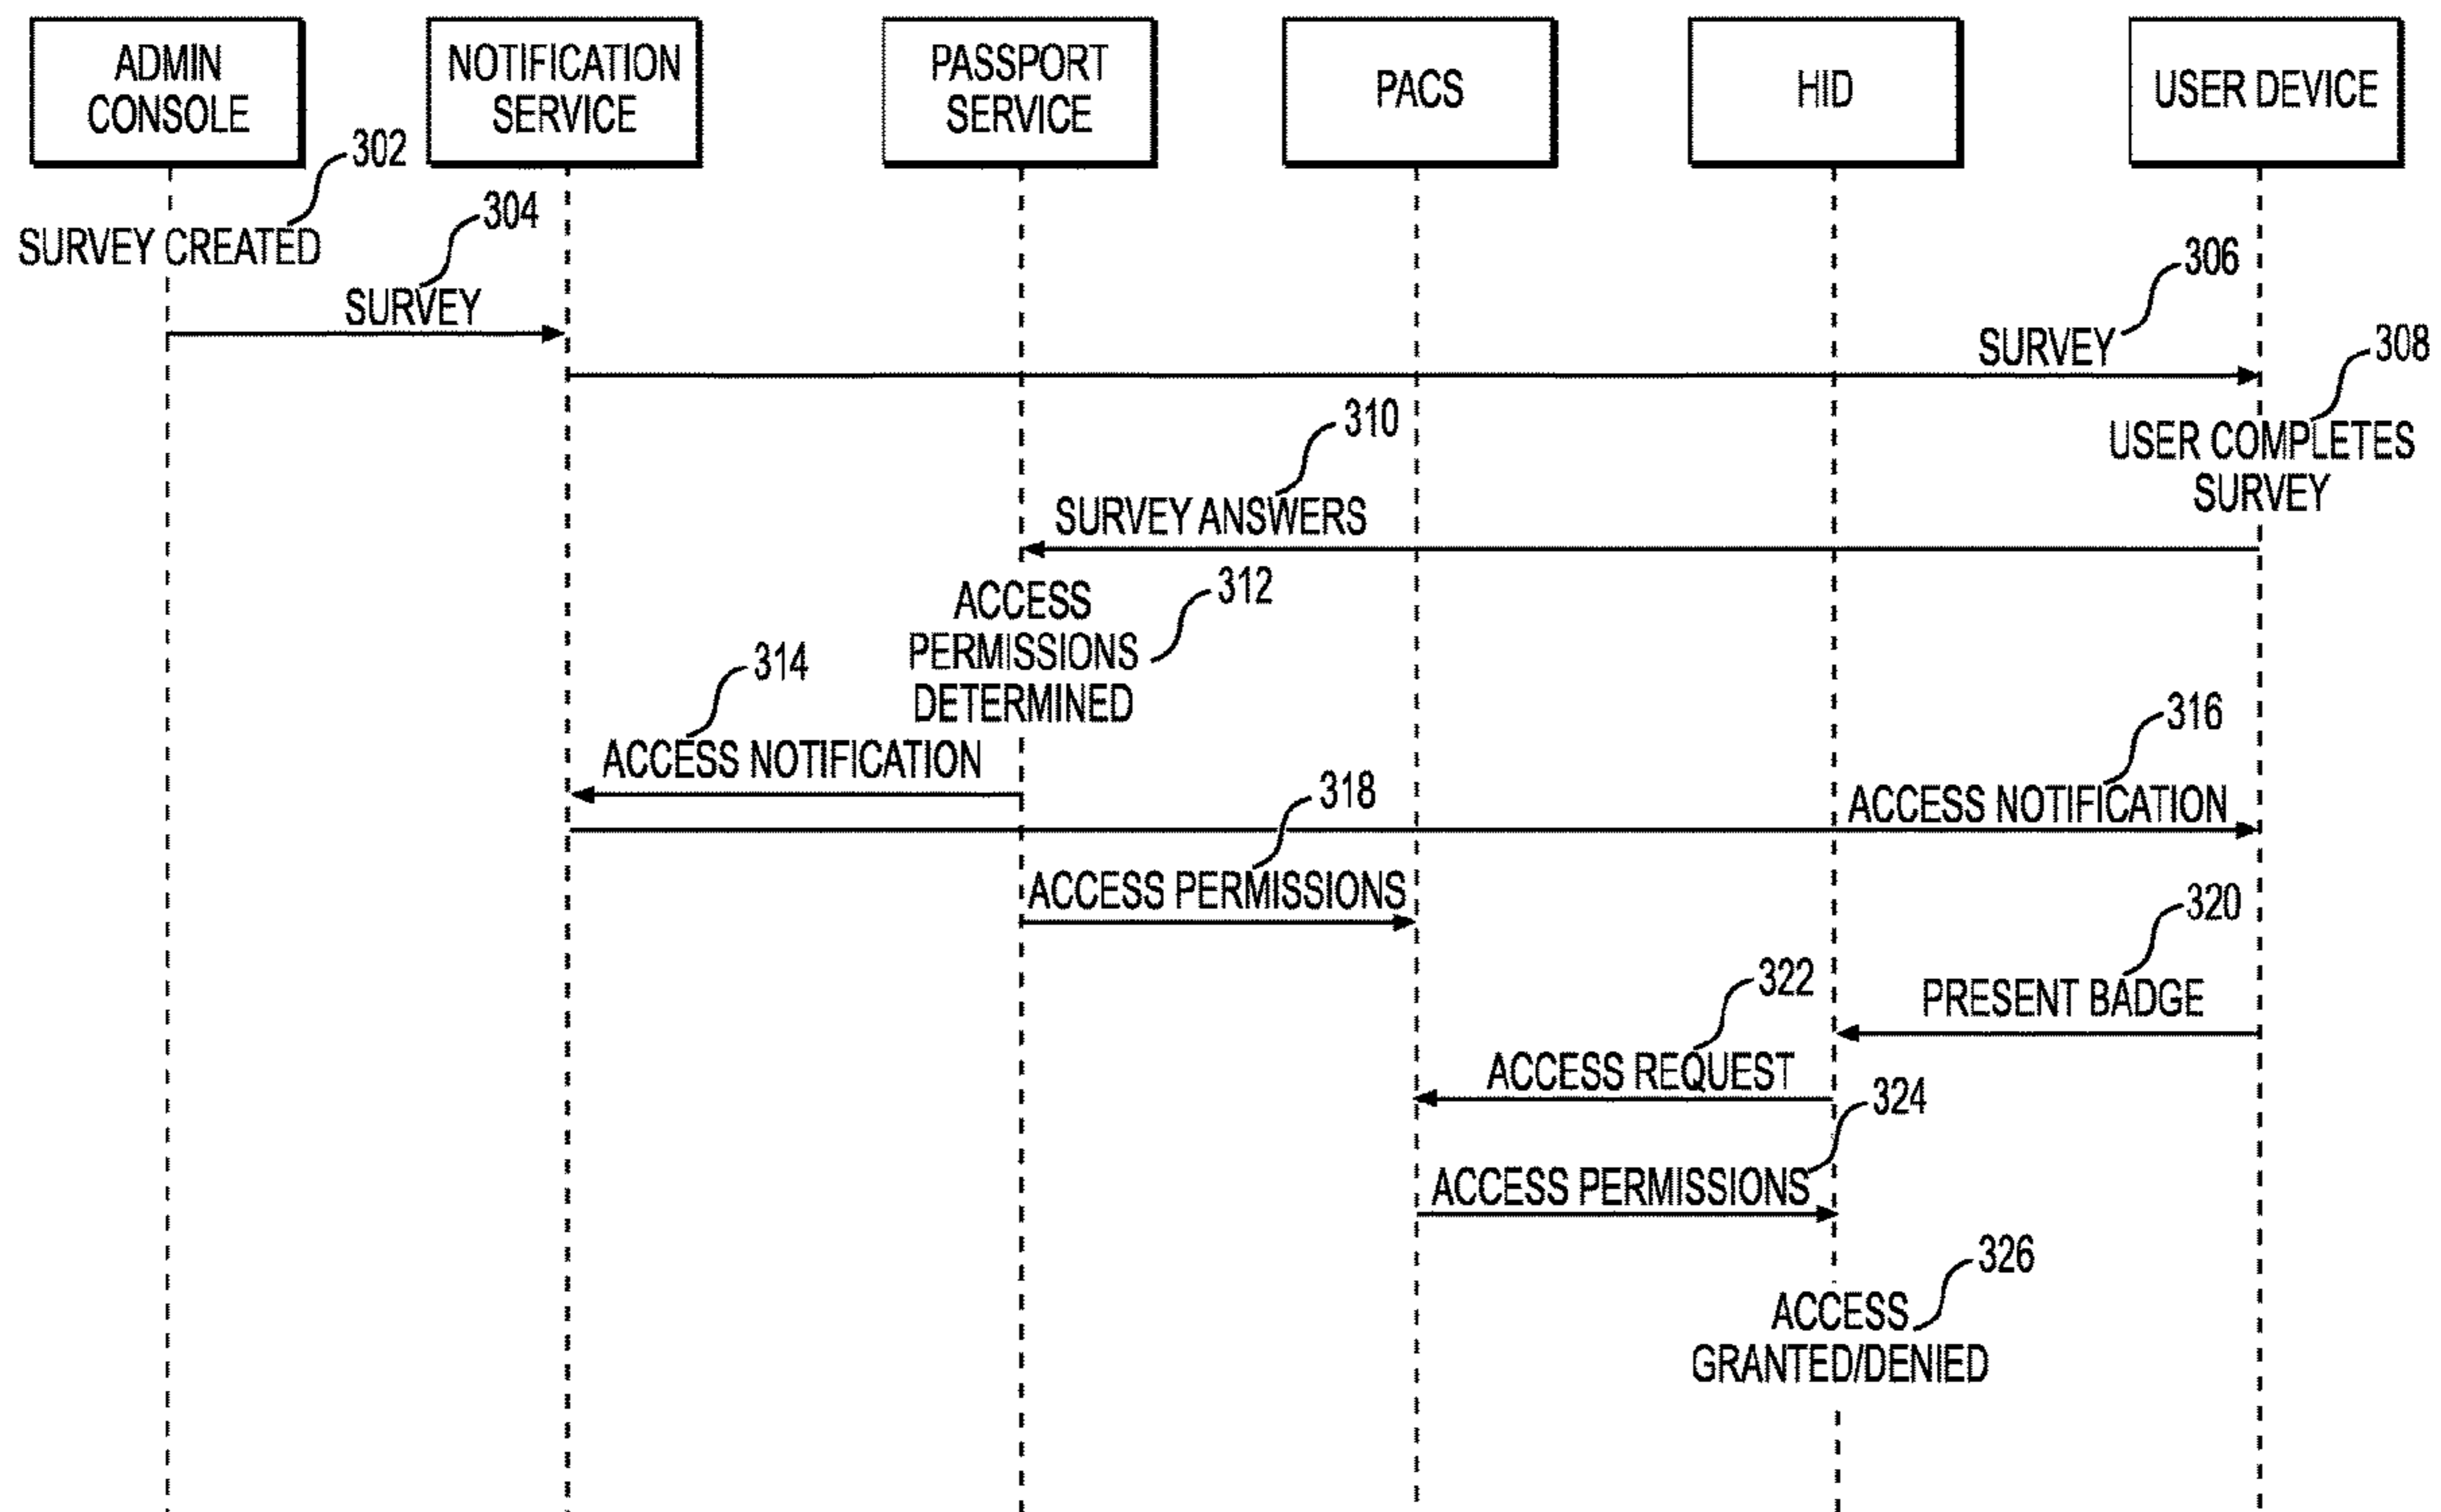 ADMIN
CONSOLE
NOTIFICATION
SERVICE
PASSPORT
SERVICE
PACS
HID
USER DEVICE
302
SURVEY CREATED
304
SURVEY
306
SURVEY
308
USER COMPLETES
SURVEY
310
SURVEY ANSWERS
312
ACCESS
PERMISSIONS
DETERMINED
314
ACCESS NOTIFICATION
316
ACCESS NOTIFICATION
318
ACCESS PERMISSIONS
320
PRESENT BADGE
322
ACCESS REQUEST
324
ACCESS PERMISSIONS
326
ACCESS
GRANTED/DENIED